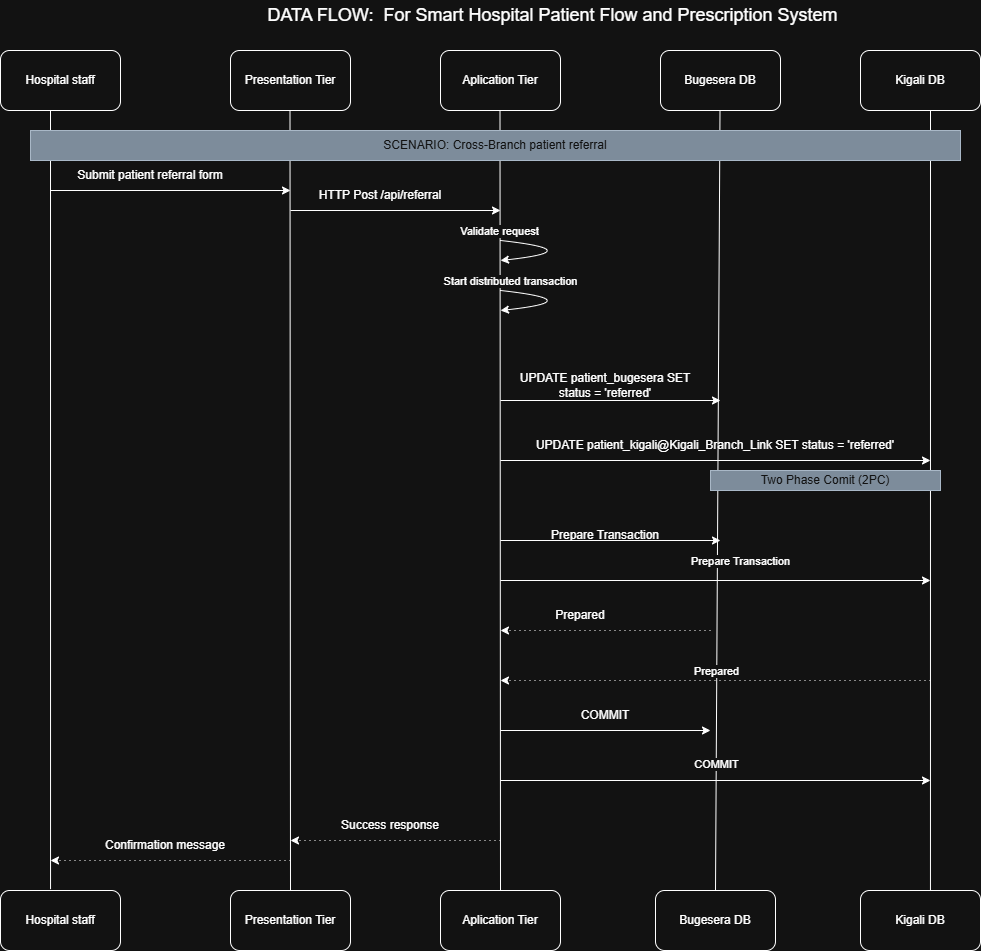 DATA FLOW:  For Smart Hospital Patient Flow and Prescription System
Hospital staff
Presentation Tier
Aplication Tier
Bugesera DB
Kigali DB
SCENARIO: Cross-Branch patient referral
Submit patient referral form
HTTP Post /api/referral
Validate request
Start distributed transaction
UPDATE patient_bugesera SET
status = 'referred'
UPDATE patient_kigali@Kigali_Branch_Link SET status = 'referred'
Two Phase Comit (2PC)
Prepare Transaction
Prepare Transaction
Prepared
Prepared
COMMIT
COMMIT
Success response
Confirmation message
Hospital staff
Presentation Tier
Aplication Tier
Bugesera DB
Kigali DB